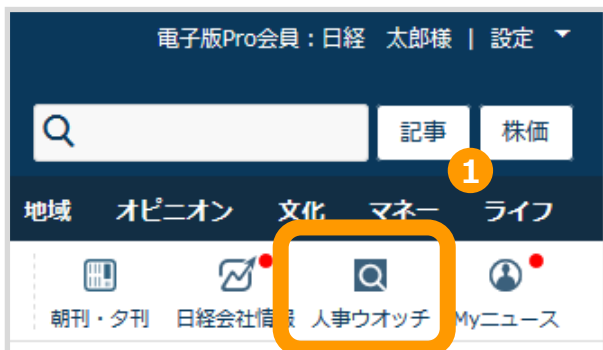 電子版Pro会員：日経 太郎様 | 設定
記事 株価
1
地域 オピニオン 文化 マネー ライフ
朝刊・夕刊 日経会社情報 人事ウオッチ Myニュース